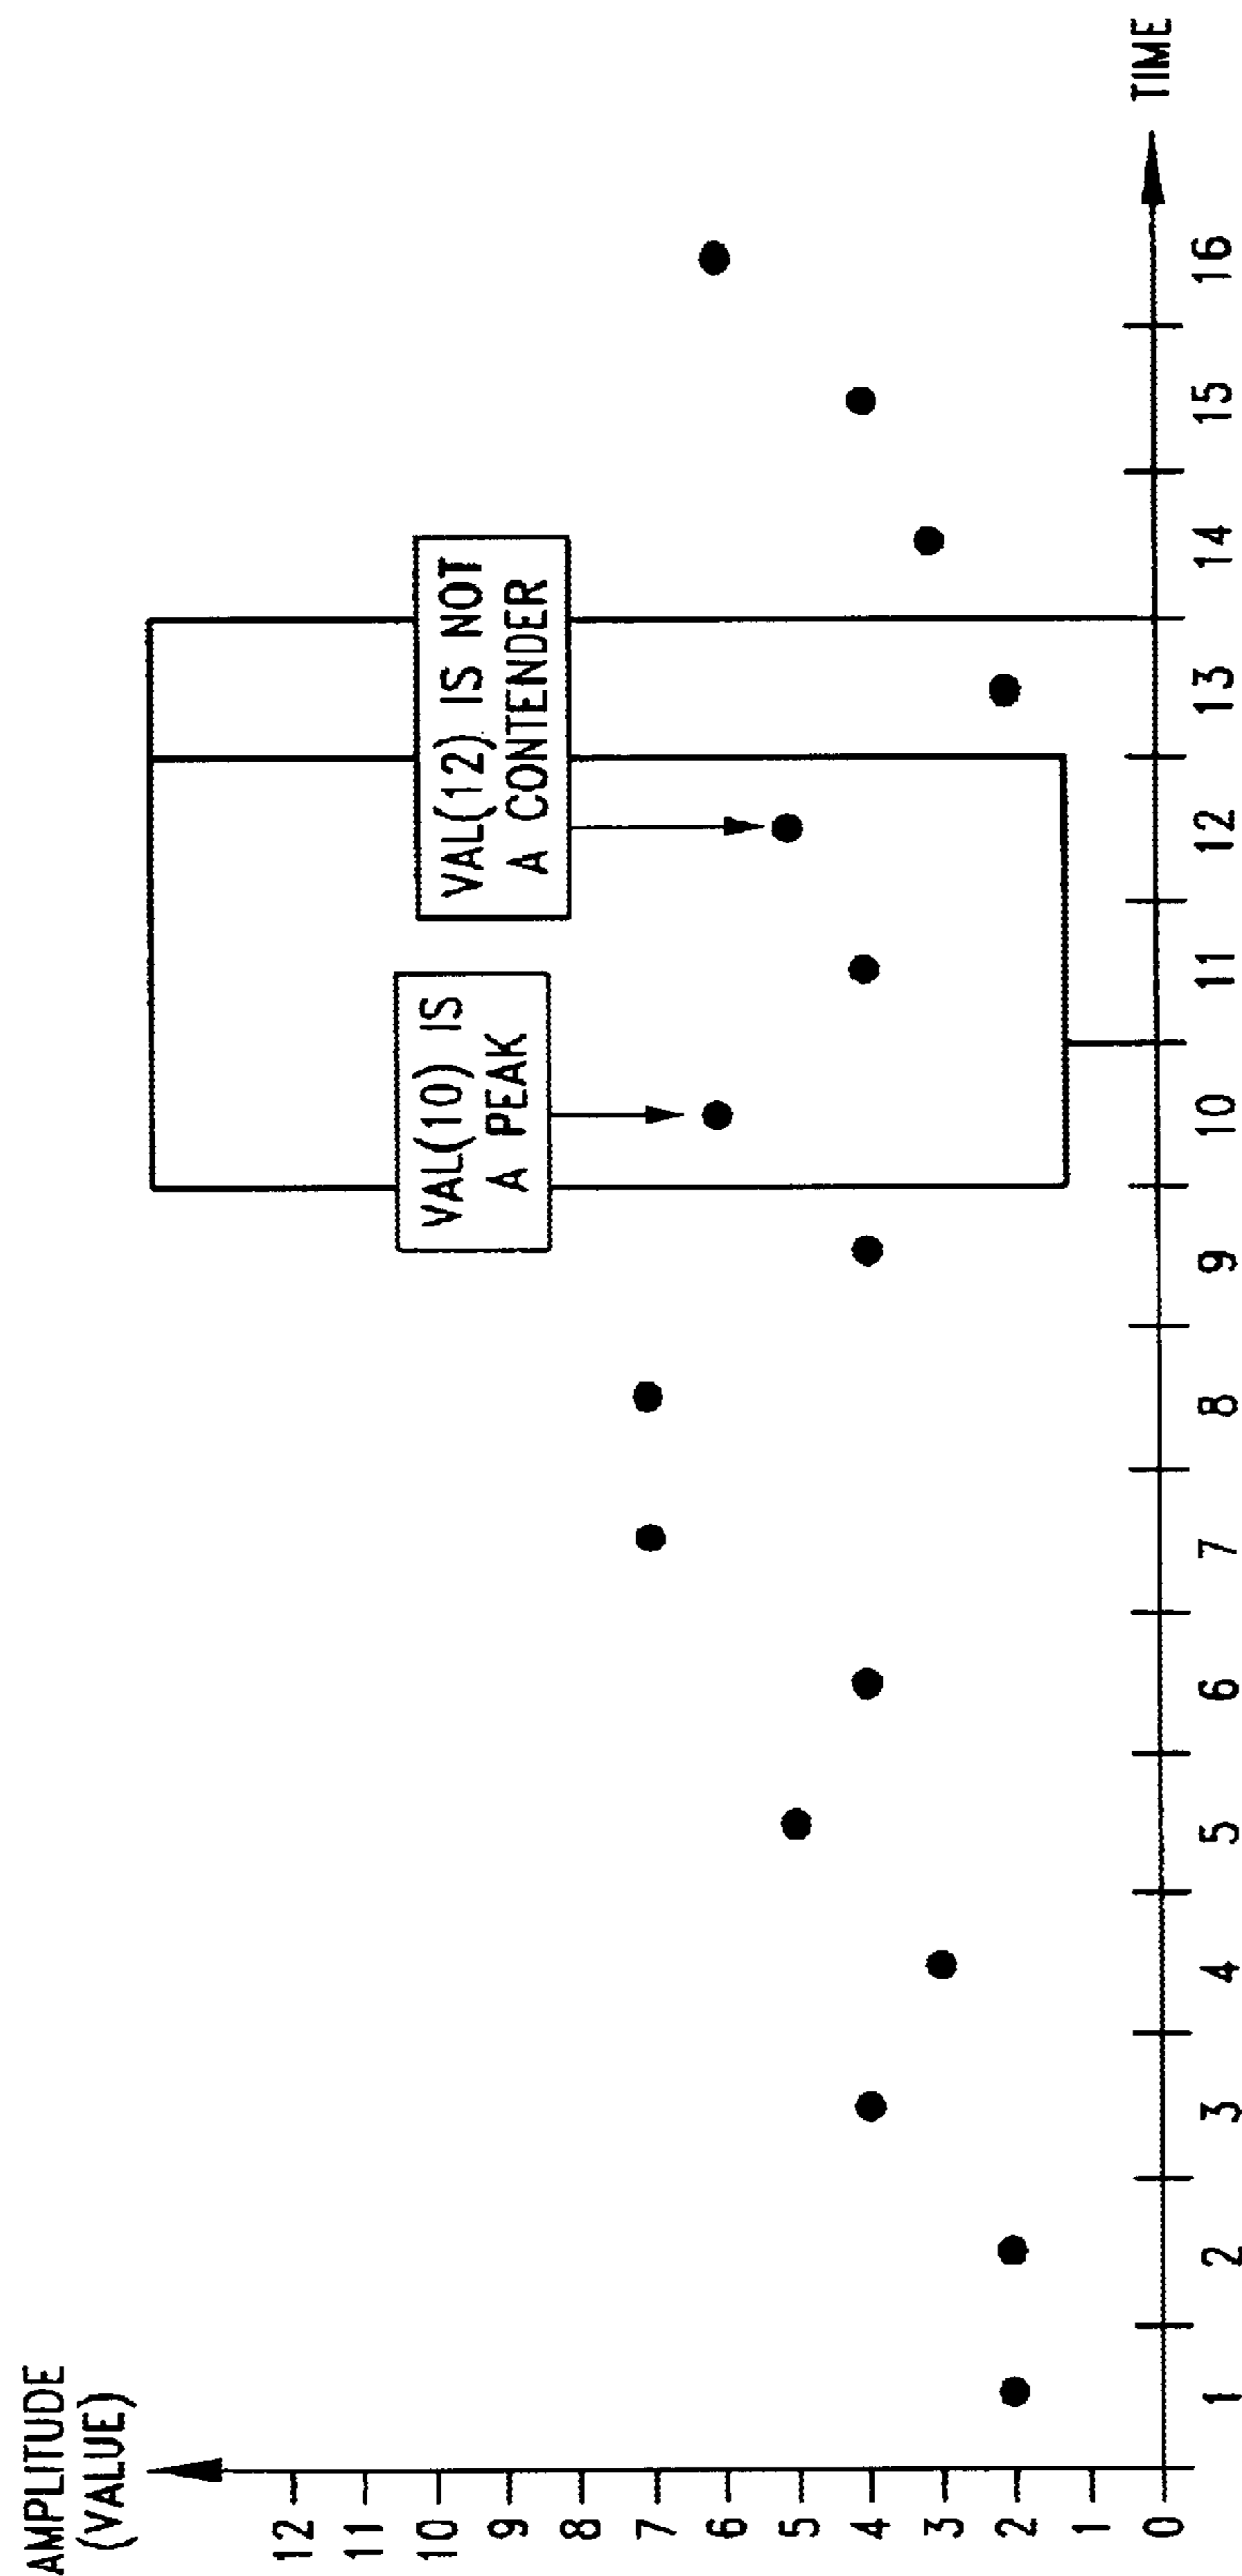 AMPLITUDE
(VALUE)
12
11
10
9
8
7
6
5
4
3
2
1
0
VAL(10) IS
A PEAK
VAL(12) IS NOT
A CONTENDER
1 2 3 4 5 6 7 8 9 10 11 12 13 14 15 16
TIME